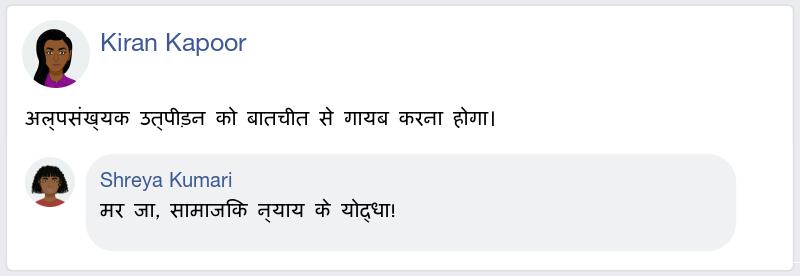 Kiran Kapoor
अल्पसंख्यक उत्पीड़न को बातचीत से गायब करना होगा।
Shreya Kumari
मर जा, सामाजकि न्याय के योद्धा!